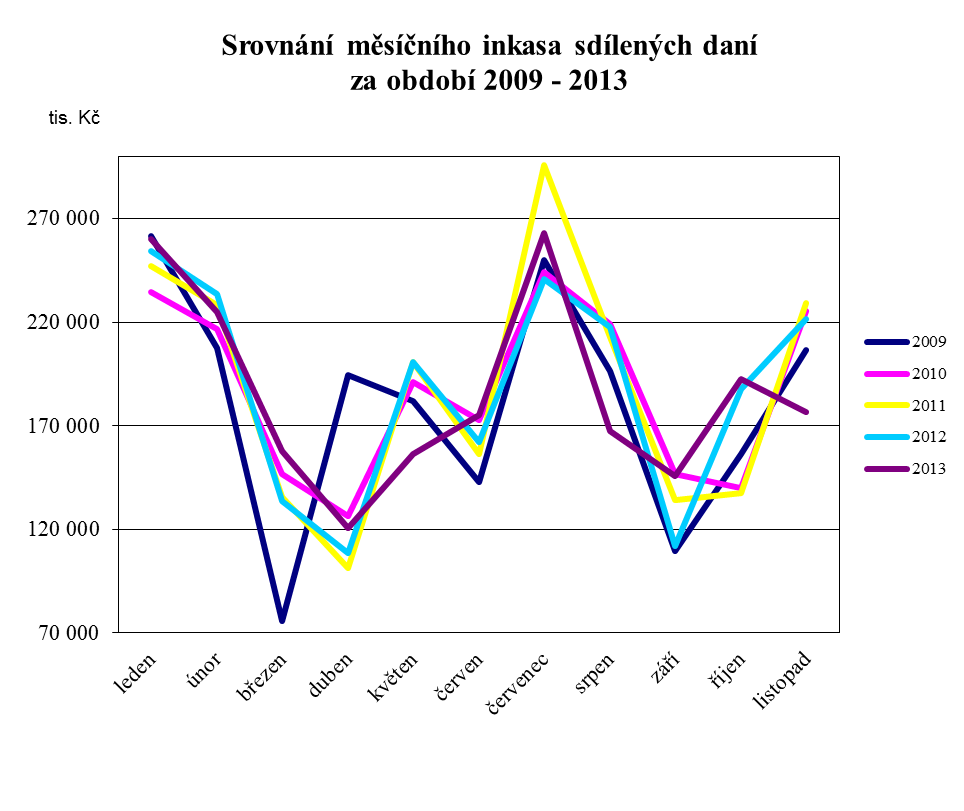 Srovnání měsíčního inkasa sdílených daní
za období 2009 - 2013
tis. Kč
270 000
220 000
170 000
120 000
70 000
leden
únor
březen
duben
květen
červen
červenec
srpen
září
říjen
listopad
2009
2010
2011
2012
2013